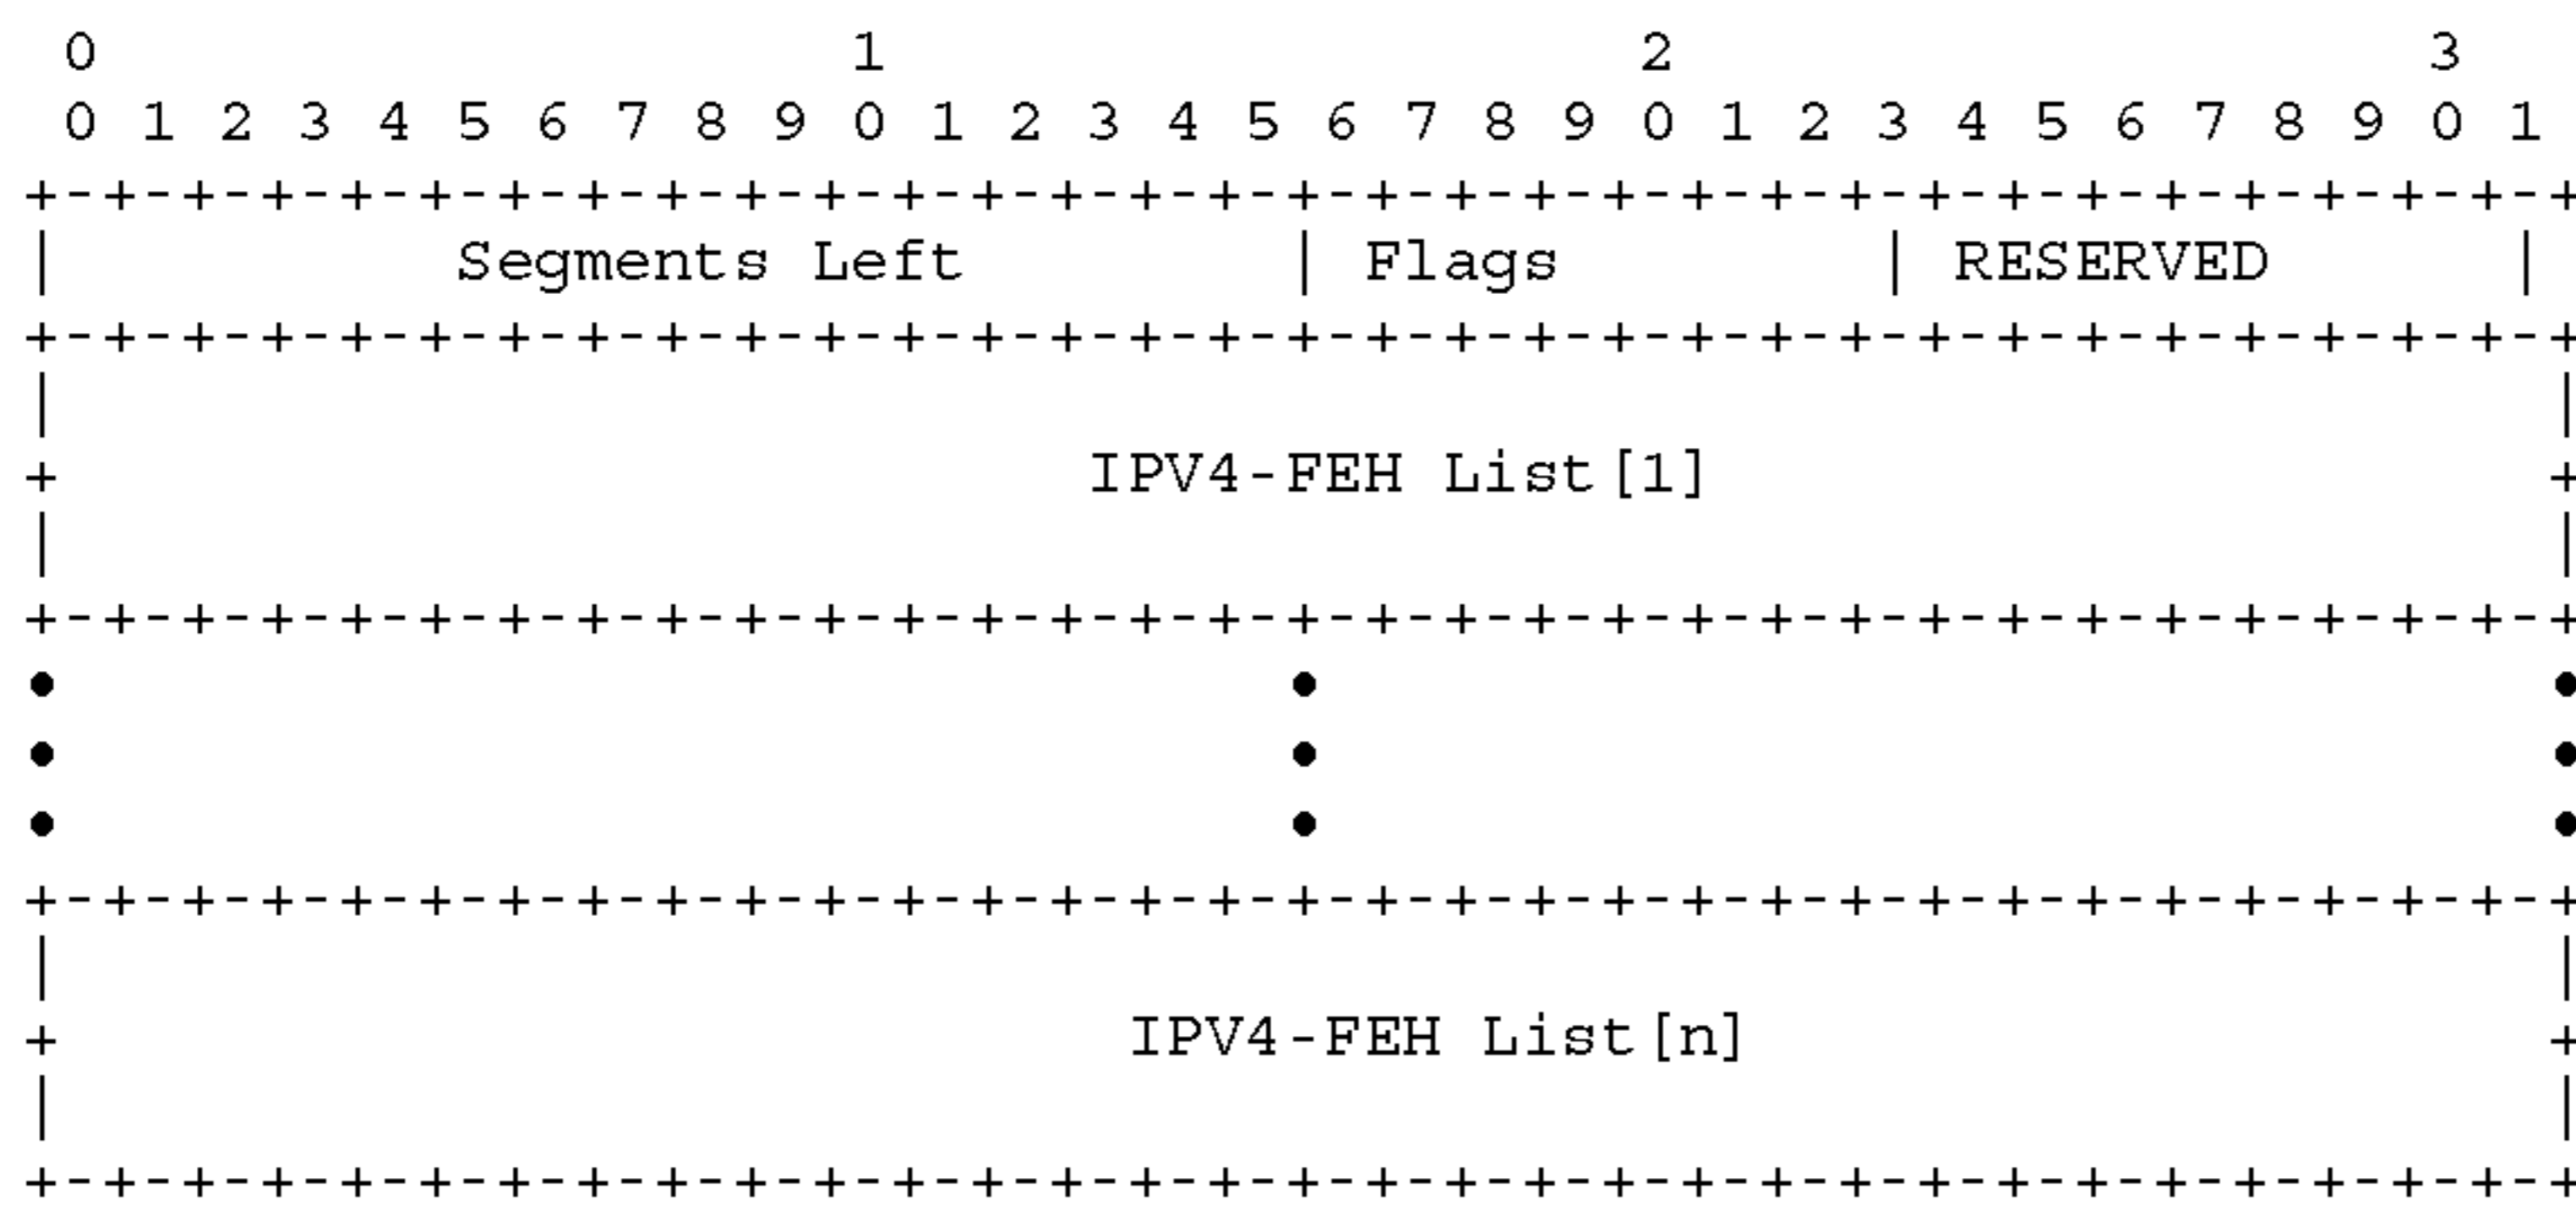 0                   1                   2                   3
0 1 2 3 4 5 6 7 8 9 0 1 2 3 4 5 6 7 8 9 0 1 2 3 4 5 6 7 8 9 0 1
+-+-+-+-+-+-+-+-+-+-+-+-+-+-+-+-+-+-+-+-+-+-+-+-+-+-+-+-+-+-+-+-+
|          Segments Left        | Flags        | RESERVED      |
+-+-+-+-+-+-+-+-+-+-+-+-+-+-+-+-+-+-+-+-+-+-+-+-+-+-+-+-+-+-+-+-+
|                                                               |
+                          IPV4-FEH List[1]                     +
|                                                               |
+-+-+-+-+-+-+-+-+-+-+-+-+-+-+-+-+-+-+-+-+-+-+-+-+-+-+-+-+-+-+-+-+
●                               ●                               ●
●                               ●                               ●
●                               ●                               ●
+-+-+-+-+-+-+-+-+-+-+-+-+-+-+-+-+-+-+-+-+-+-+-+-+-+-+-+-+-+-+-+-+
|                                                               |
+                           IPV4-FEH List[n]                    +
|                                                               |
+-+-+-+-+-+-+-+-+-+-+-+-+-+-+-+-+-+-+-+-+-+-+-+-+-+-+-+-+-+-+-+-+